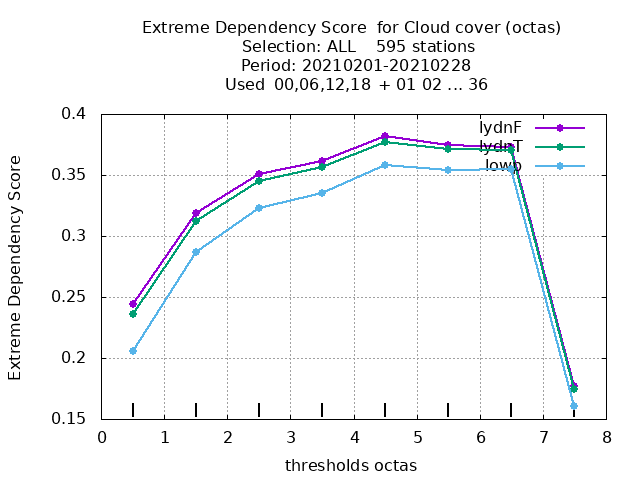 Extreme Dependency Score  for Cloud cover (octas)
Selection: ALL    595 stations
Period: 20210201-20210228
Used  00,06,12,18  + 01 02 ... 36
lydnF
lydnT
lowp
Extreme Dependency Score
0.4
0.35
0.3
0.25
0.2
0.15
0 1 2 3 4 5 6 7 8
thresholds octas